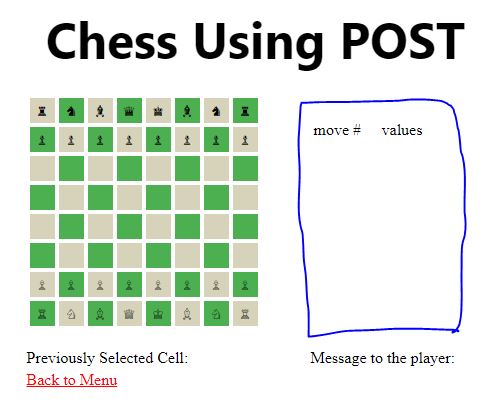 Chess Using POST
move # values
Previously Selected Cell:
Message to the player:
Back to Menu